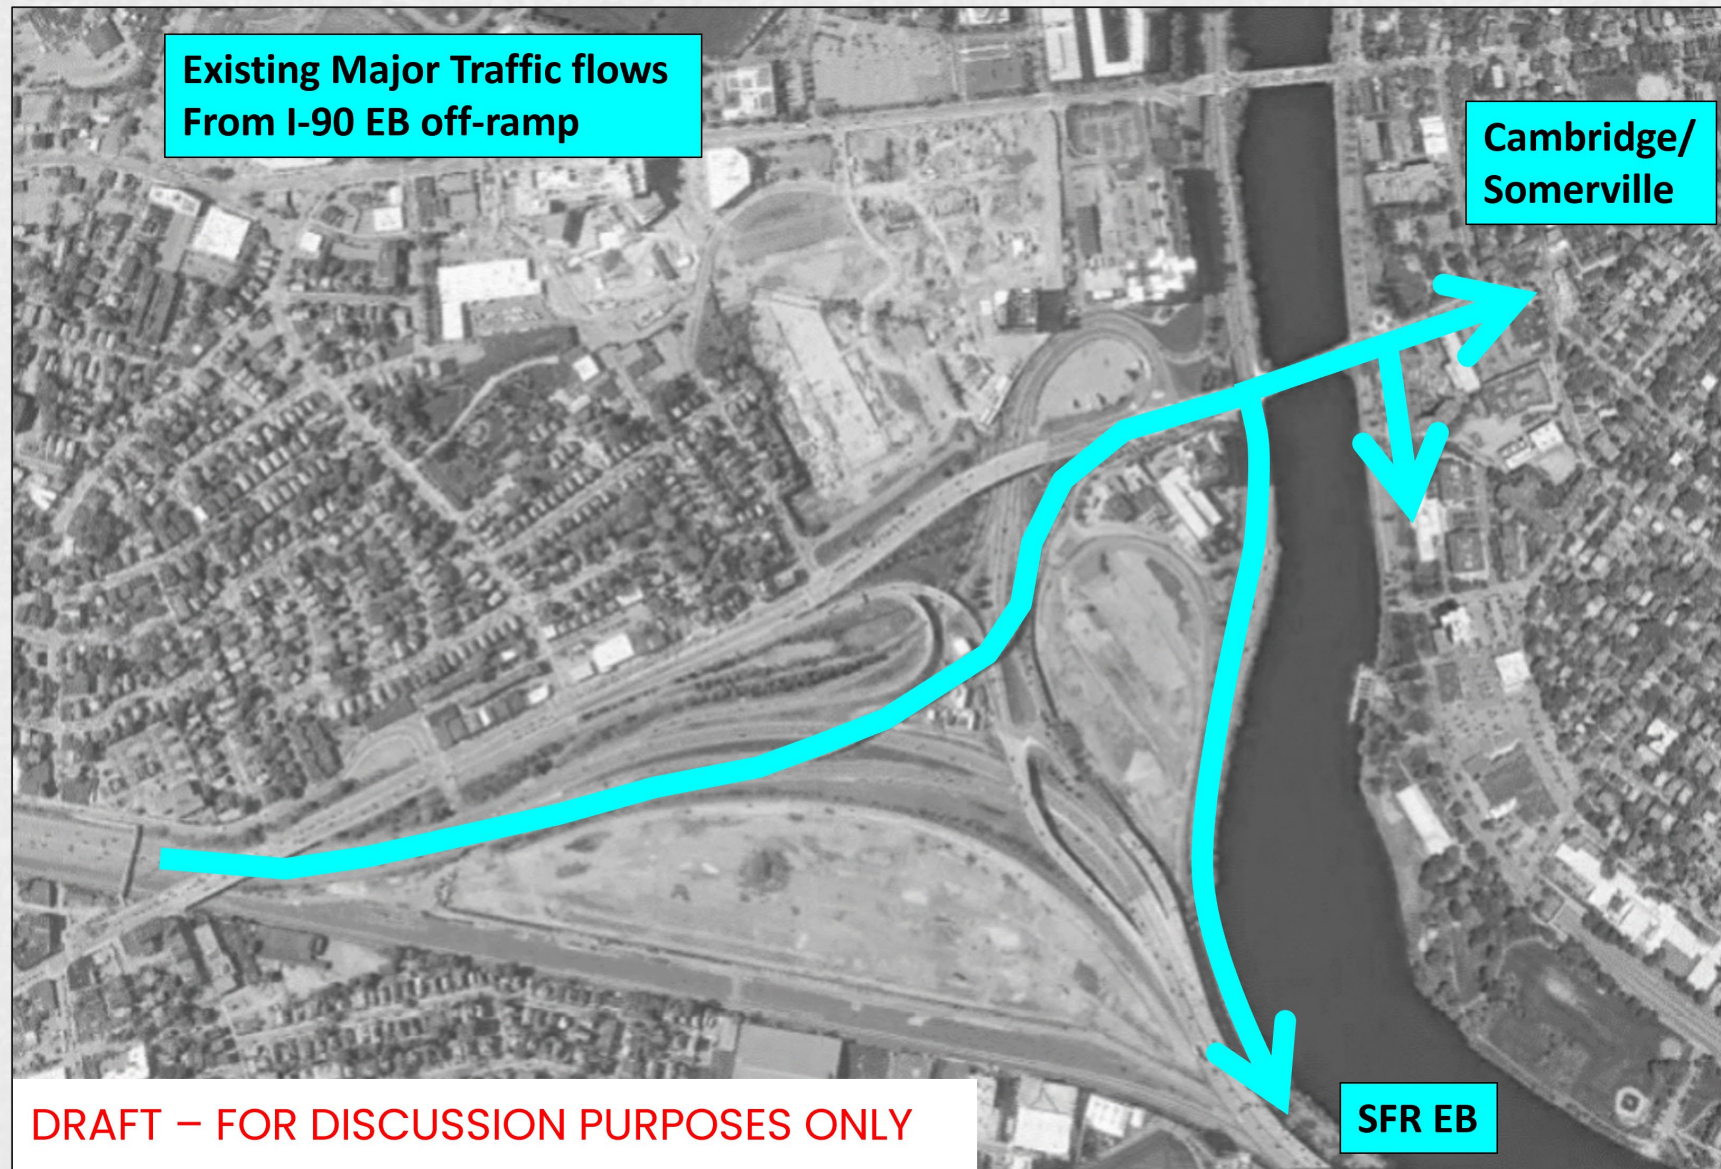 Existing Major Traffic flows
From I-90 EB off-ramp
Cambridge/
Somerville
SFR EB
DRAFT – FOR DISCUSSION PURPOSES ONLY